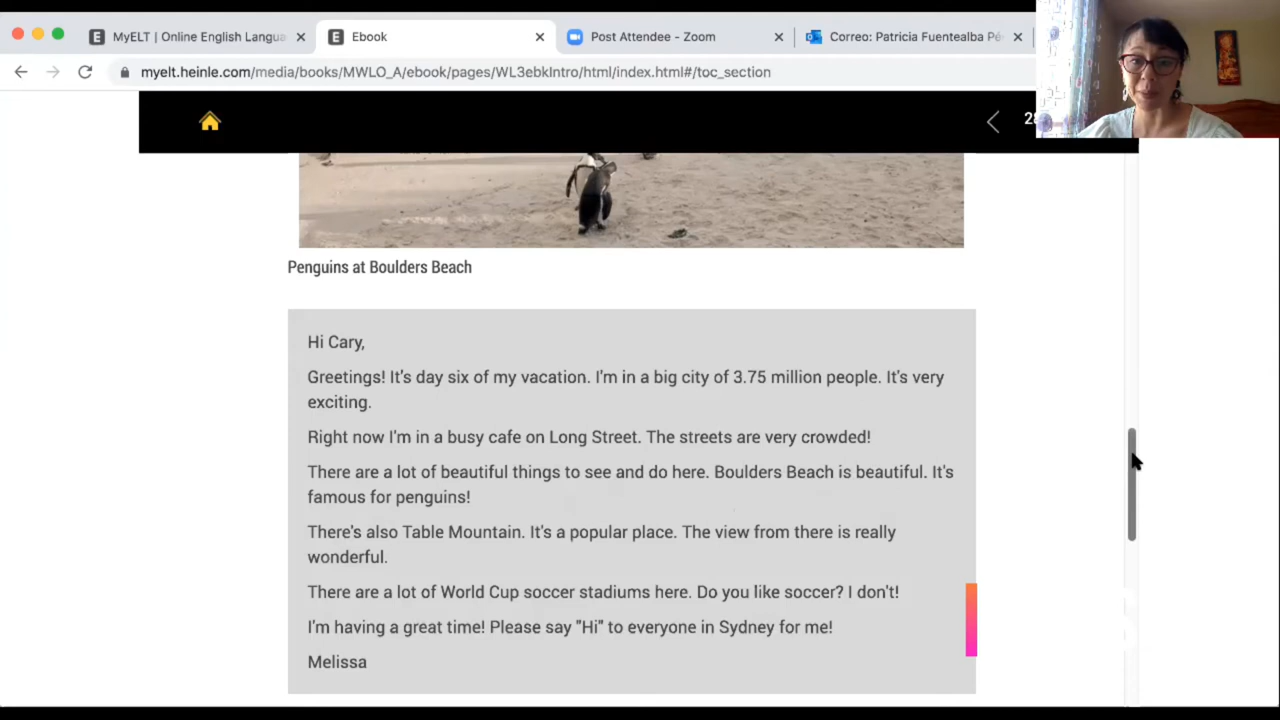 MyELT | Online English Langua
Ebook
Post Attendee - Zoom
Correo: Patricia Fuentealba Pé
myelt.heinle.com/media/books/MWLO_A/ebook/pages/WL3ebkIntro/html/index.html#/toc_section
Penguins at Boulders Beach
Hi Cary,
Greetings! It's day six of my vacation. I'm in a big city of 3.75 million people. It's very
exciting.
Right now I'm in a busy cafe on Long Street. The streets are very crowded!
There are a lot of beautiful things to see and do here. Boulders Beach is beautiful. It's
famous for penguins!
There's also Table Mountain. It's a popular place. The view from there is really
wonderful.
There are a lot of World Cup soccer stadiums here. Do you like soccer? I don't!
I'm having a great time! Please say "Hi" to everyone in Sydney for me!
Melissa